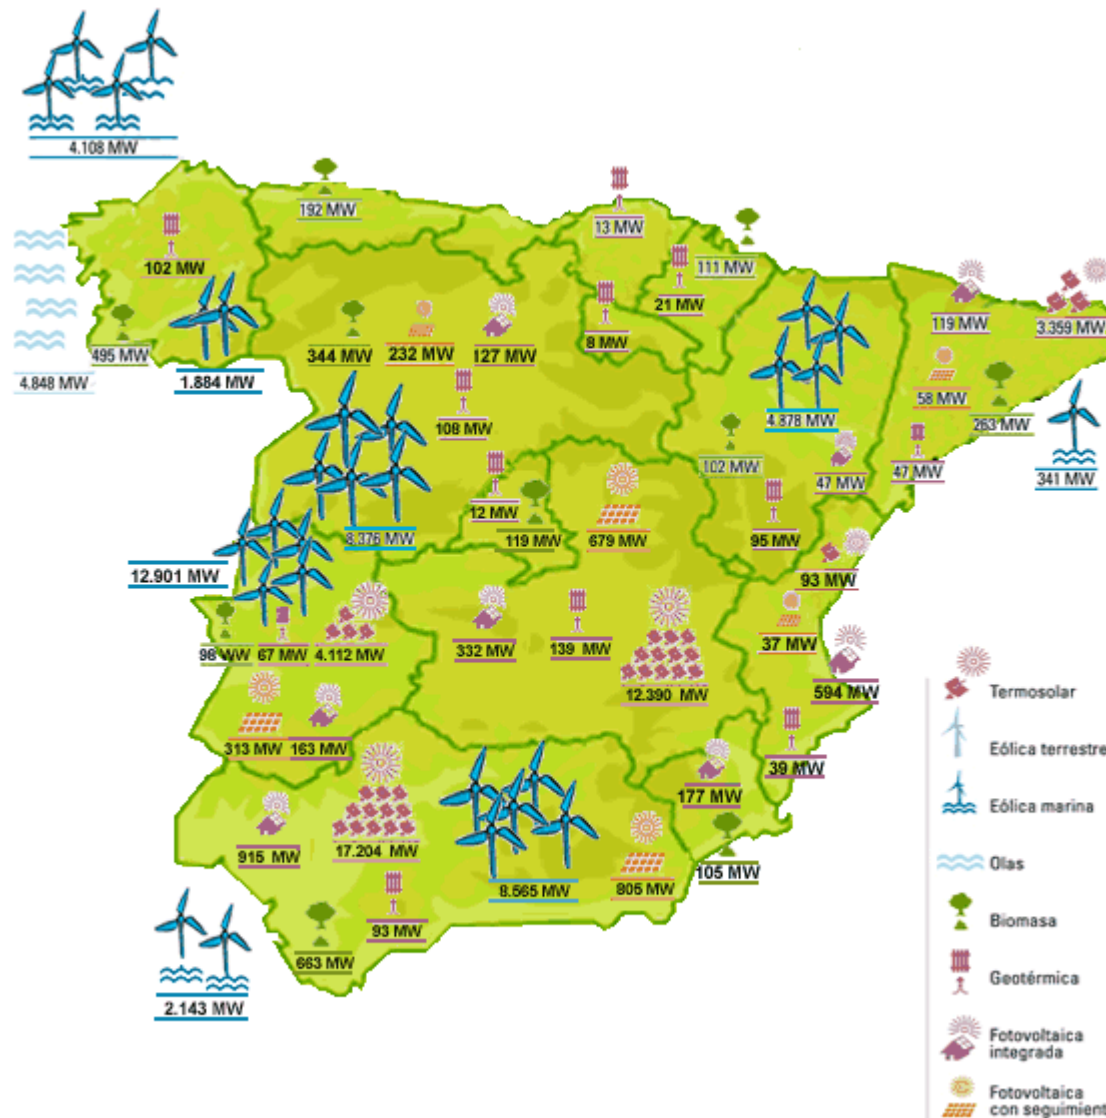 4.108 MW
192 MW
13 MW
102 MW
111 MW
21 MW
119 MW
3.359 MW
495 MW
344 MW
232 MW
127 MW
8 MW
4.848 MW
1.884 MW
58 MW
4.878 MW
263 MW
108 MW
102 MW
47 MW
47 MW
341 MW
12 MW
8.376 MW
119 MW
679 MW
95 MW
12.901 MW
93 MW
98 WW
67 MW
4.112 MW
332 MW
139 MW
37 MW
12.390 MW
594 MW
313 MW
163 MW
39 MW
177 MW
915 MW
17.204 MW
8.565 MW
805 MW
105 MW
93 MW
663 MW
2.143 MW
Termosolar
Eólica terrestre
Eólica marina
Olas
Biomasa
Geotérmica
Fotovoltaica
integrada
Fotovoltaica
con seguimient